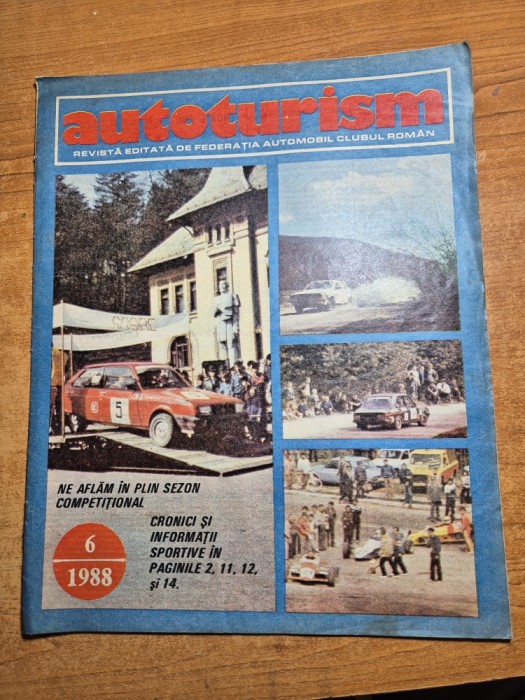 autoturism
REVISTĂ EDITATĂ DE FEDERAȚIA AUTOMOBIL CLUBUL ROMÂN
SOSIRE
5
NE AFLĂM ÎN PLIN SEZON
COMPETIȚIONAL
CRONICI ȘI
INFORMAȚII
SPORTIVE ÎN
PAGINILE 2, 11, 12,
și 14.
6
1988